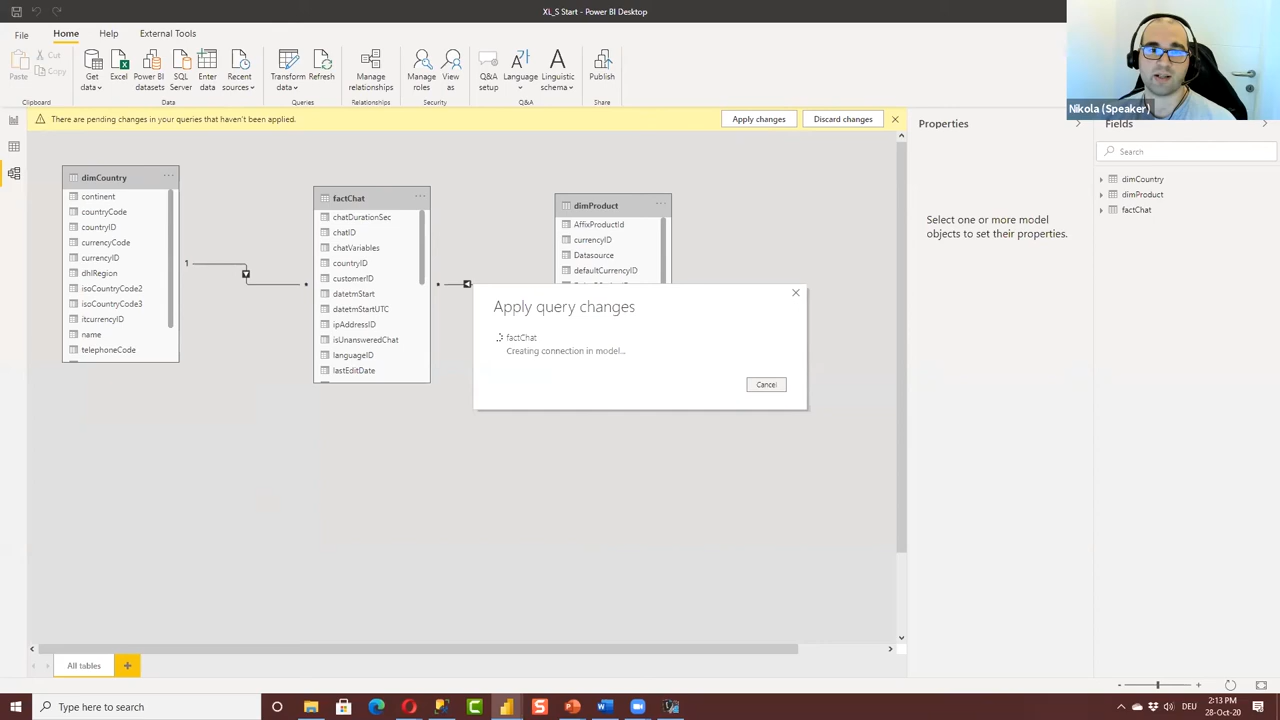 XL_S Start - Power BI Desktop
File
Home
Help
External Tools
Paste
Cut
Copy
Get data
Excel
Power BI datasets
SQL Server
Enter data
Recent sources
Transform data
Refresh
Manage relationships
Manage roles
View as
Q&A setup
Language
Linguistic schema
Publish
Clipboard
Data
Queries
Relationships
Security
Q&A
Share
Nikola (Speaker)
There are pending changes in your queries that haven't been applied.
Apply changes
Discard changes
Properties
Fields
Search
Select one or more model
objects to set their properties.
dimCountry
dimProduct
factChat
dimCountry
continent
countryCode
countryID
currencyCode
currencyID
dhlRegion
isoCountryCode2
isoCountryCode3
itcurrencyID
name
telephoneCode
1
factChat
chatDurationSec
chatID
chatVariables
countryID
customerID
datetmStart
datetmStartUTC
ipAddressID
isUnansweredChat
languageID
lastEditDate
*
*
dimProduct
AffixProductId
currencyID
Datasource
defaultCurrencyID
Apply query changes
factChat
Creating connection in model...
Cancel
All tables
Type here to search
DEU
2:13 PM
28-Oct-20